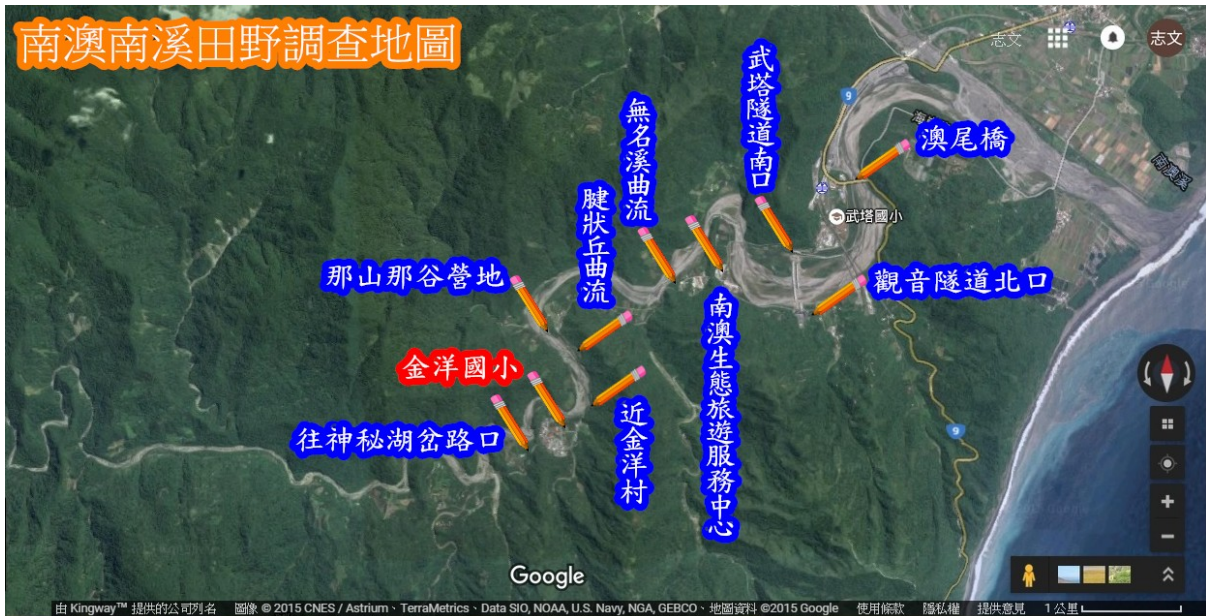 南澳南溪田野調查地圖
志文
志文
9
武塔隧道南口
無名溪曲流
澳尾橋
腱狀丘曲流
南澳溪
武塔國小
那山那谷營地
觀音隧道北口
金洋國小
南澳生態旅遊服務中心
近金洋村
往神秘湖岔路口
9
Google
由 Kingway™ 提供的公司列名 圖像 © 2015 CNES / Astrium、TerraMetrics、Data SIO, NOAA, U.S. Navy, NGA, GEBCO、地圖資料 ©2015 Google 使用條款 隱私權 提供意見 1 公里